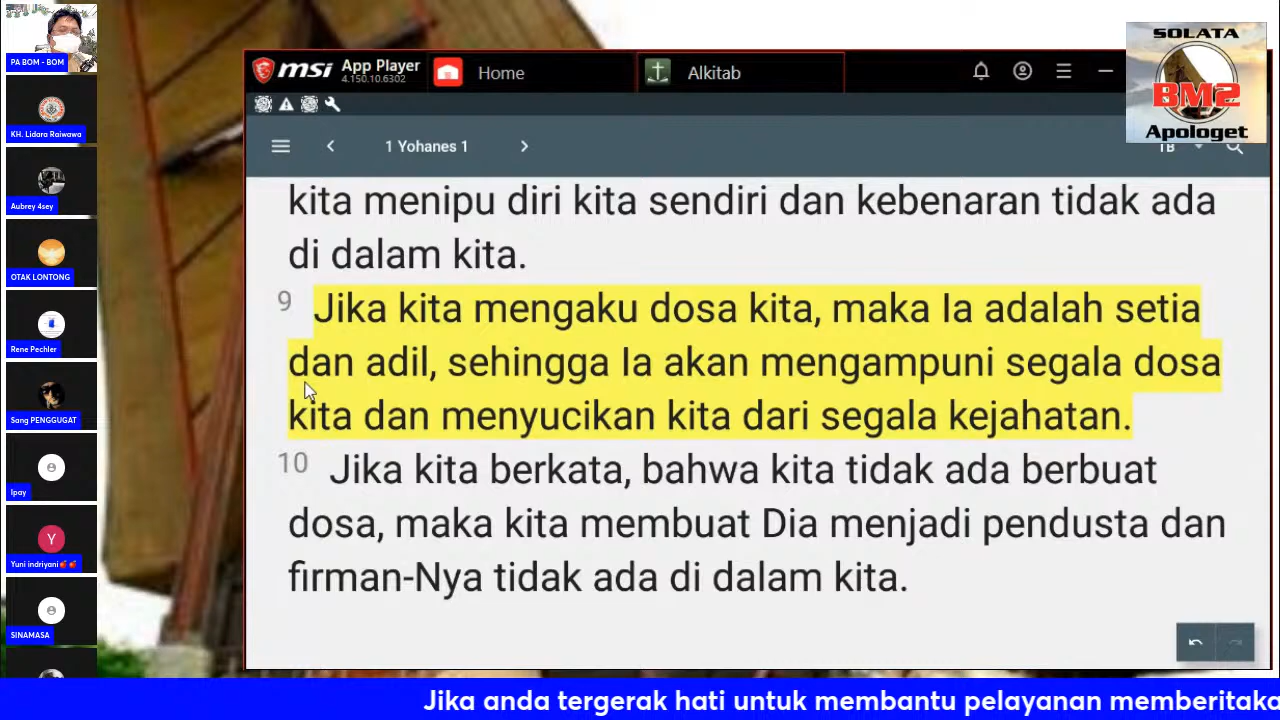 PA BOM - BOM
KH. Lidara Raiwawa
Aubrey 4sey
OTAK LONTONG
Rene Pechler
Sang PENGGUGAT
Ipay
Y
Yuni indriyani
SINAMASA
msi App Player
4.150.10.6302
Home
Alkitab
SOLATA
BM2
Apologet
1 Yohanes 1
TB
kita menipu diri kita sendiri dan kebenaran tidak ada
di dalam kita.
9 Jika kita mengaku dosa kita, maka Ia adalah setia
dan adil, sehingga Ia akan mengampuni segala dosa
kita dan menyucikan kita dari segala kejahatan.
10 Jika kita berkata, bahwa kita tidak ada berbuat
dosa, maka kita membuat Dia menjadi pendusta dan
firman-Nya tidak ada di dalam kita.
Jika anda tergerak hati untuk membantu pelayanan memberitaka